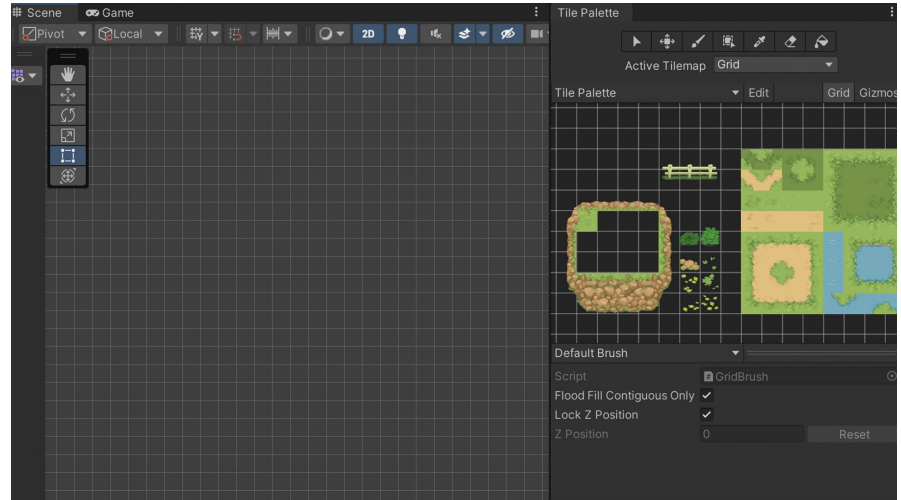 Scene Game
Tile Palette
Pivot Local 2D
Active Tilemap Grid
Tile Palette Edit Grid Gizmos
Default Brush
Script GridBrush
Flood Fill Contiguous Only
Lock Z Position
Z Position 0 Reset